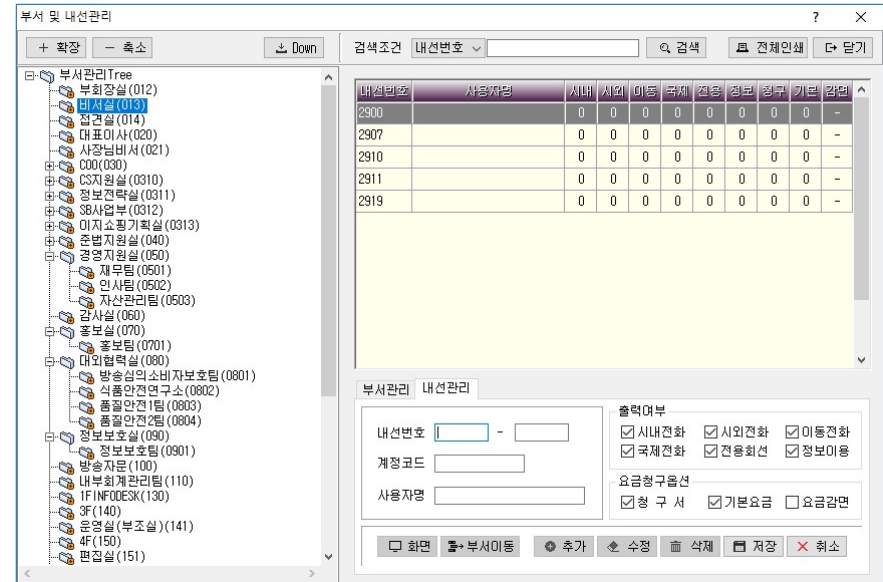 부서 및 내선관리 ? X
+ 확장 - 축소 Down 검색조건 내선번호 검색 전체인쇄 닫기
부서관리Tree
부회장실(012)
비서실(013)
접견실(014)
대표이사(020)
사장님비서(021)
COO(030)
CS지원실(0310)
정보전략실(0311)
SB사업부(0312)
이지쇼핑기획실(0313)
준법지원실(040)
경영지원실(050)
재무팀(0501)
인사팀(0502)
자산관리팀(0503)
감사실(060)
홍보실(070)
홍보팀(0701)
대외협력실(080)
방송심의소비자보호팀(0801)
식품안전연구소(0802)
품질안전1팀(0803)
품질안전2팀(0804)
정보보호실(090)
정보보호팀(0901)
방송자문(100)
내부회계관리팀(110)
1FINFODESK(130)
3F(140)
운영실(부조실)(141)
4F(150)
편집실(151)
내선번호 사용자명 시내 시외 이동 국제 전용 정보 청구 기본 감면
2900 0 0 0 0 0 0 0 0 -
2907 0 0 0 0 0 0 0 0 -
2910 0 0 0 0 0 0 0 0 -
2911 0 0 0 0 0 0 0 0 -
2919 0 0 0 0 0 0 0 0 -
부서관리 내선관리
내선번호 -
계정코드
사용자명
출력여부
시내전화 시외전화 이동전화
국제전화 전용회선 정보이용
요금청구옵션
청 구 서 기본요금 요금감면
화면 부서이동 추가 수정 삭제 저장 취소